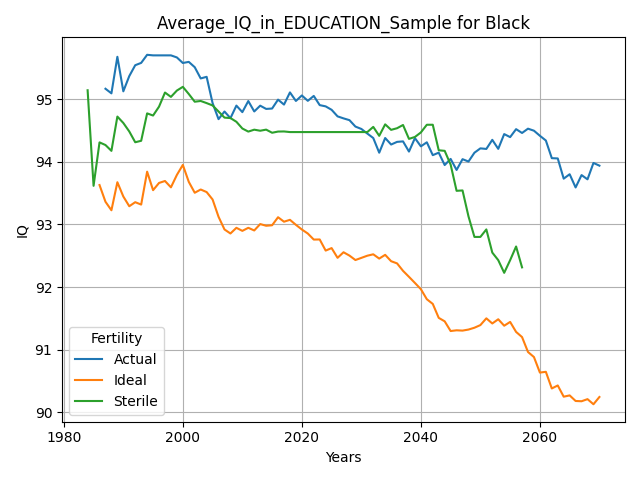 Average_IQ_in_EDUCATION_Sample for Black
IQ
95
94
93
92
91
90
Fertility
Actual
Ideal
Sterile
1980
2000
2020
2040
2060
Years